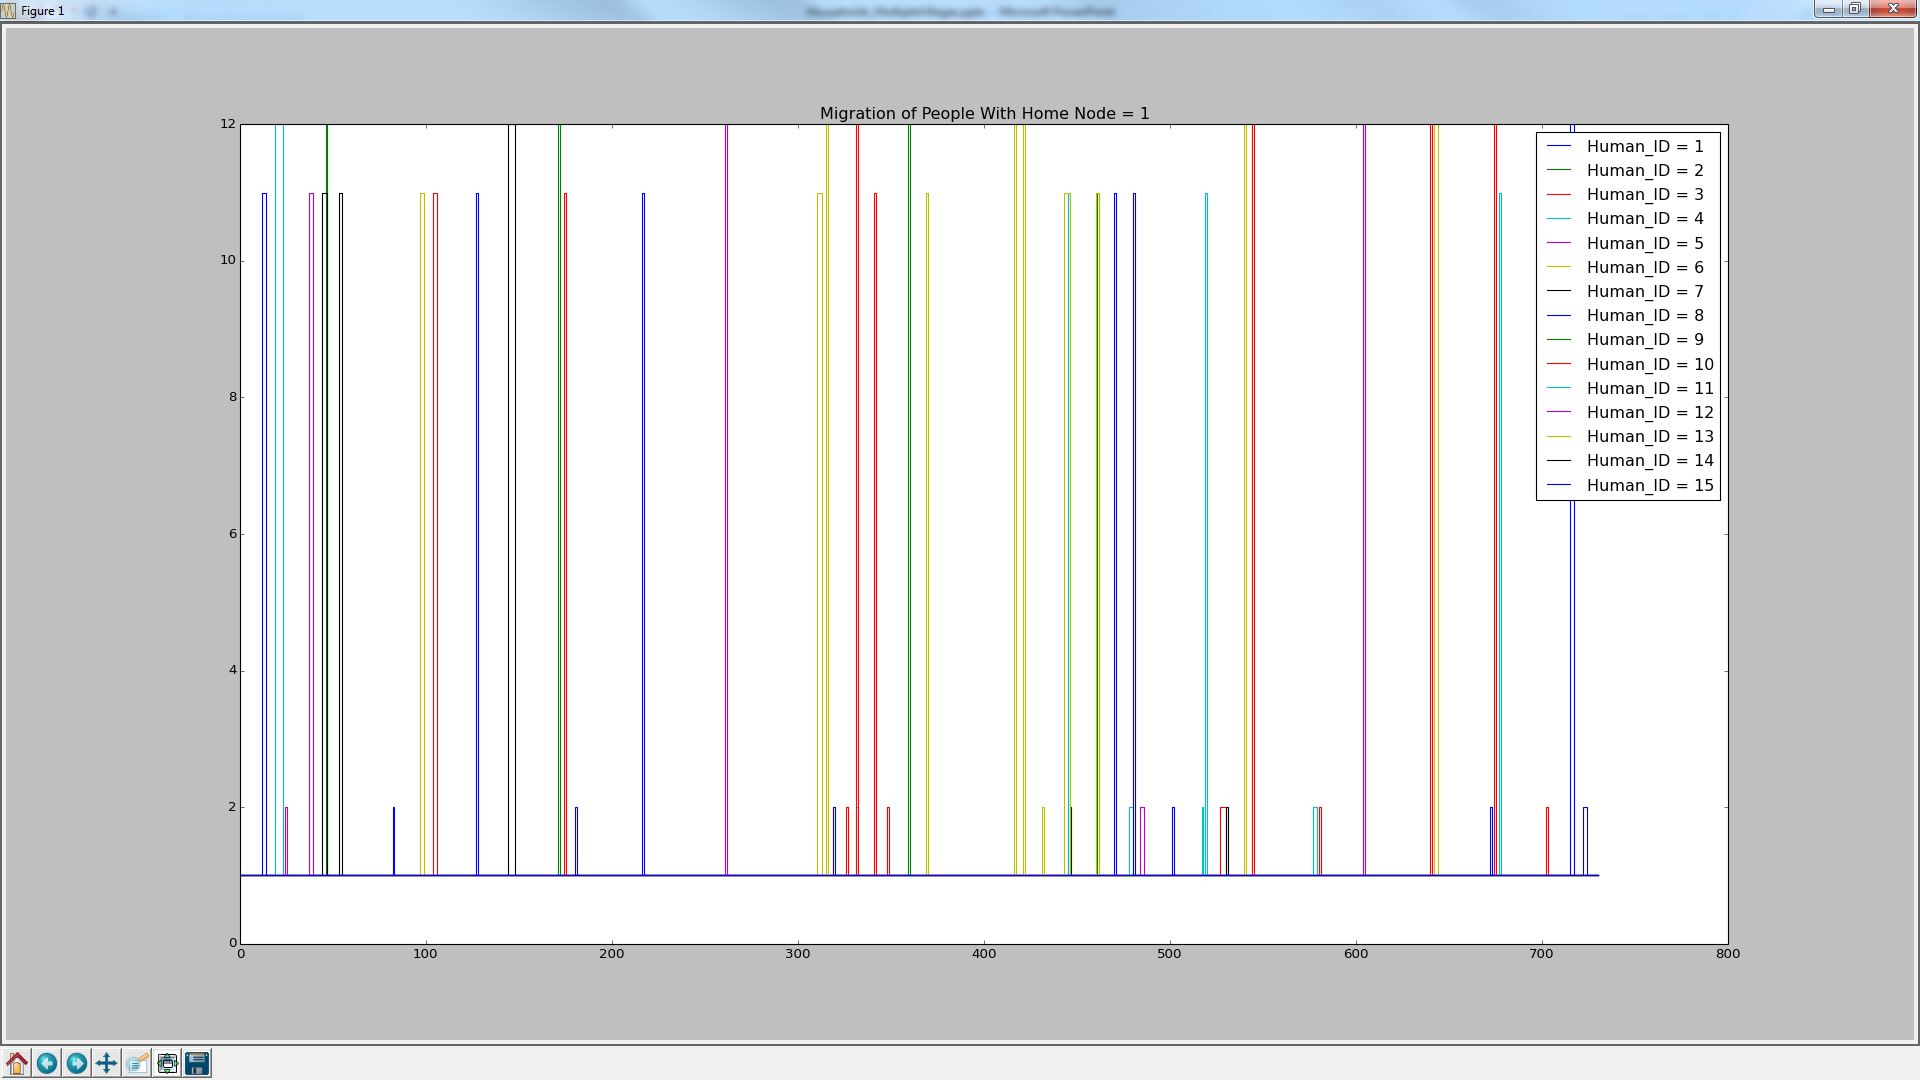 Figure 1
Migration of People With Home Node = 1
12
10
8
6
4
2
0
0 100 200 300 400 500 600 700 800
Human_ID = 1
Human_ID = 2
Human_ID = 3
Human_ID = 4
Human_ID = 5
Human_ID = 6
Human_ID = 7
Human_ID = 8
Human_ID = 9
Human_ID = 10
Human_ID = 11
Human_ID = 12
Human_ID = 13
Human_ID = 14
Human_ID = 15